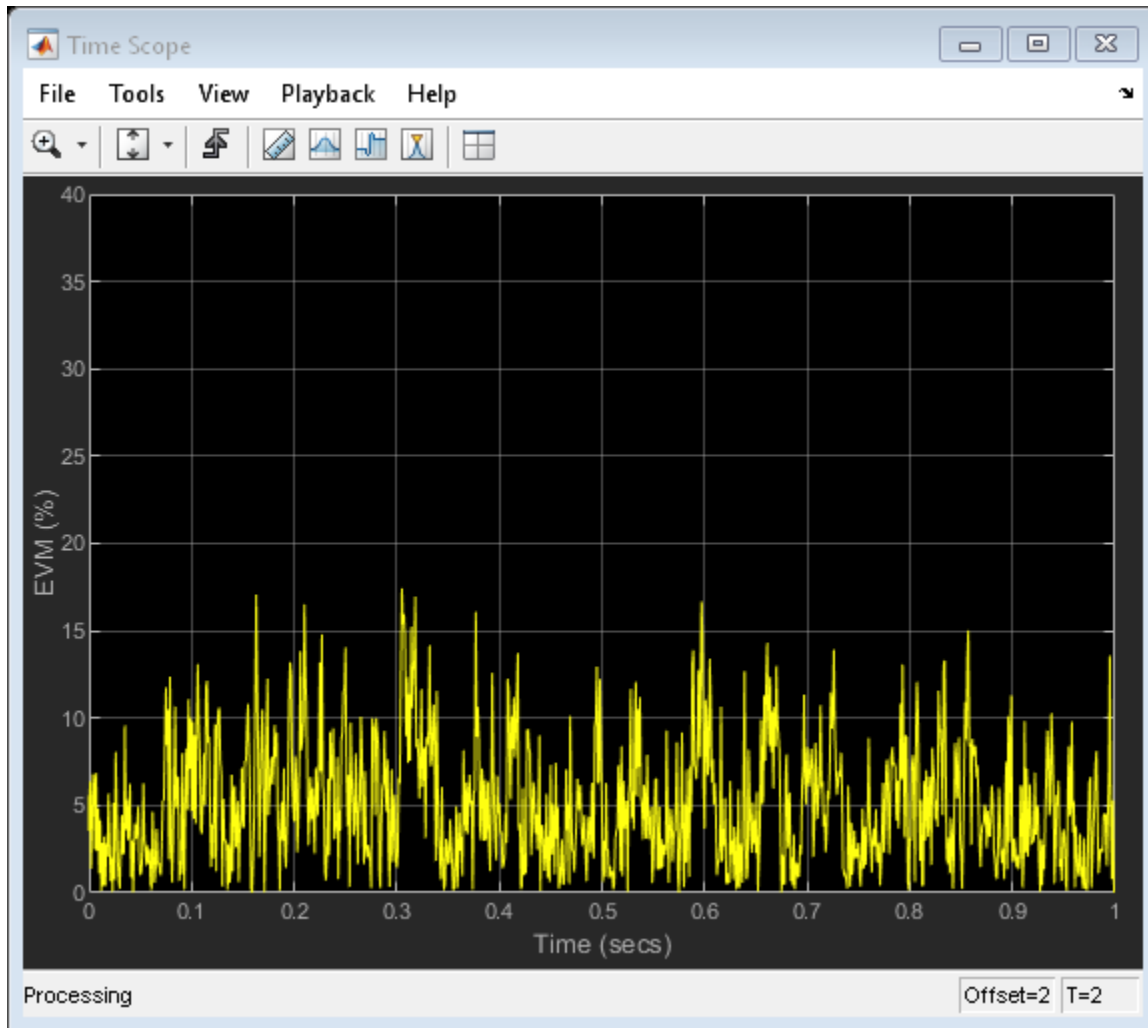 Time Scope
File Tools View Playback Help
40
35
30
25
20
15
10
5
0
EVM (%)
0 0.1 0.2 0.3 0.4 0.5 0.6 0.7 0.8 0.9 1
Time (secs)
Processing Offset=2 T=2